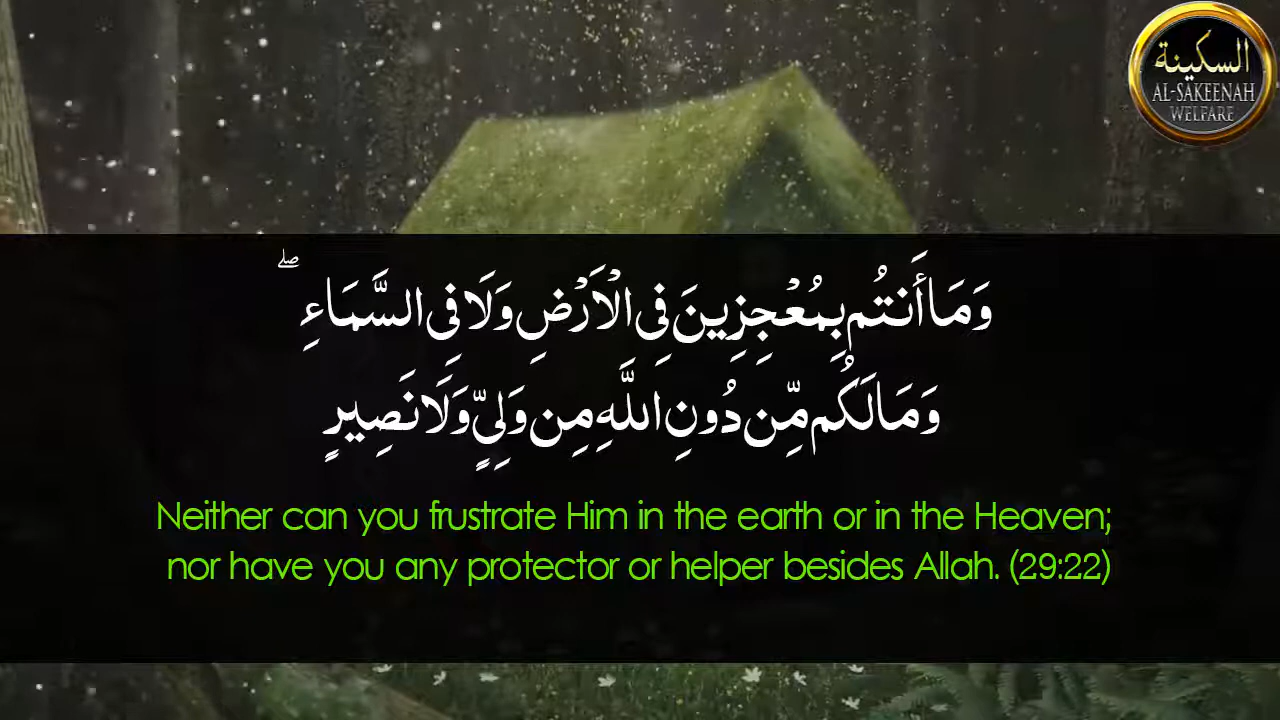 السكينة
AL-SAKEENAH
WELFARE
وَمَا أَنتُم بِمُعْجِزِينَ فِى الْأَرْضِ وَلَا فِى السَّمَاءِ ۖ
وَمَا لَكُم مِّن دُونِ اللَّهِ مِن وَلِىٍّ وَلَا نَصِيرٍ
Neither can you frustrate Him in the earth or in the Heaven;
nor have you any protector or helper besides Allah. (29:22)